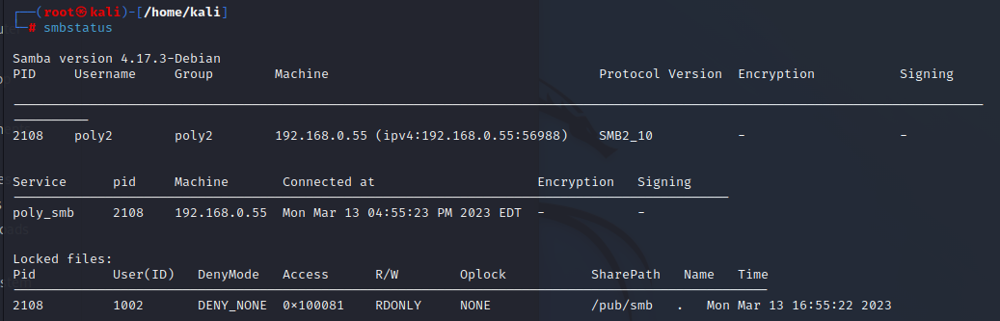 (root㉿kali)-[/home/kali]
# smbstatus
Samba version 4.17.3-Debian
PID Username Group Machine Protocol Version Encryption Signing
2108 poly2 poly2 192.168.0.55 (ipv4:192.168.0.55:56988) SMB2_10 - -
Service pid Machine Connected at Encryption Signing
poly_smb 2108 192.168.0.55 Mon Mar 13 04:55:23 PM 2023 EDT - -
Locked files:
Pid User(ID) DenyMode Access R/W Oplock SharePath Name Time
2108 1002 DENY_NONE 0×100081 RDONLY NONE /pub/smb . Mon Mar 13 16:55:22 2023